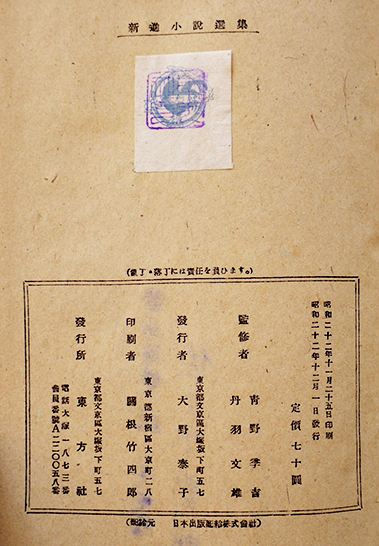 新進小說選集
(亂丁・落丁には責任を負ひます。)
昭和二十二年十一月二十五日印刷
昭和二十二年十二月一日發行
定價七十圓
監修者
青野季吉
丹羽文雄
東京都文京區大塚坂下町五七
發行者 大野泰子
東京都新宿區大京町二八
印刷者 關根竹四郎
東京都文京區大塚坂下町五七
發行所 東方社
電話大塚一八七三番
會員番號A二二〇五八番
(配給元 日本出版配給株式會社)